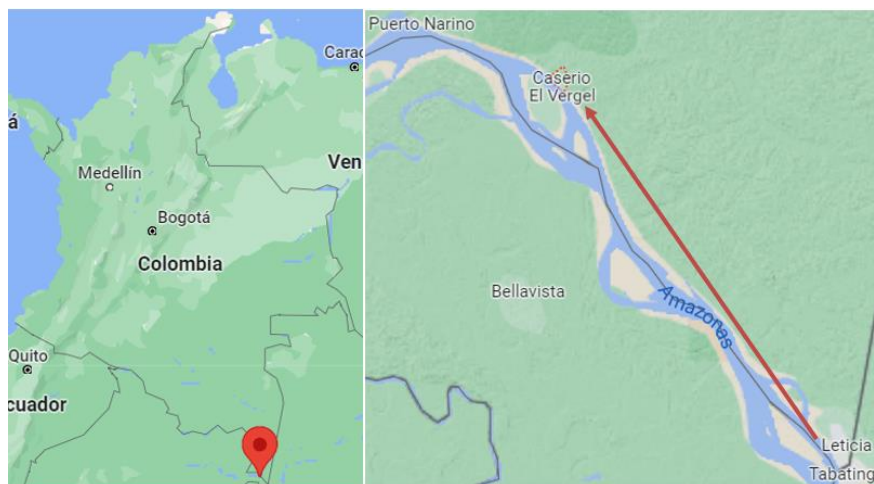 Carac
á
Ven
Medellín
Bogotá
Colombia
Quito
cuador
Puerto Narino
Caserio
El Vergel
Bellavista
Amazonas
Leticia
Tabating